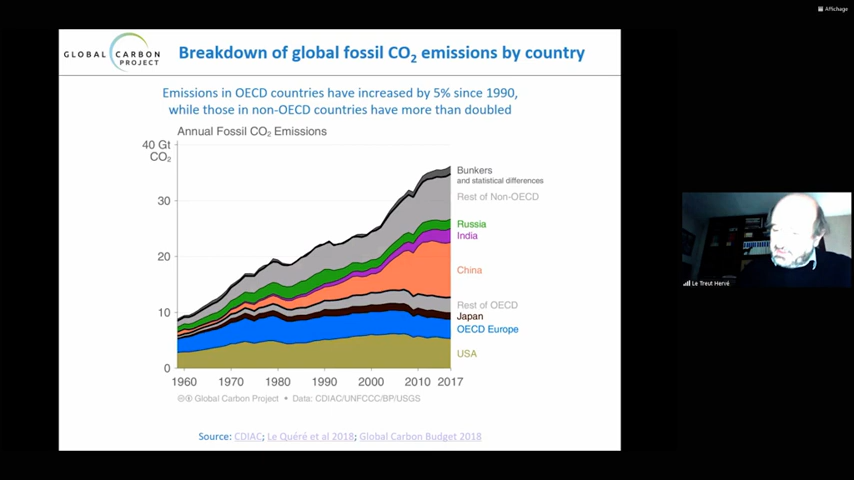 Affichage
GLOBAL CARBON
PROJECT
Breakdown of global fossil CO₂ emissions by country
Emissions in OECD countries have increased by 5% since 1990,
while those in non-OECD countries have more than doubled
Annual Fossil CO₂ Emissions
40 Gt
CO₂
30
20
10
0
1960
1970
1980
1990
2000
2010
2017
Bunkers
and statistical differences
Rest of Non-OECD
Russia
India
China
Rest of OECD
Japan
OECD Europe
USA
Global Carbon Project • Data: CDIAC/UNFCCC/BP/USGS
Source: CDIAC; Le Quéré et al 2018; Global Carbon Budget 2018
Le Treut Hervé